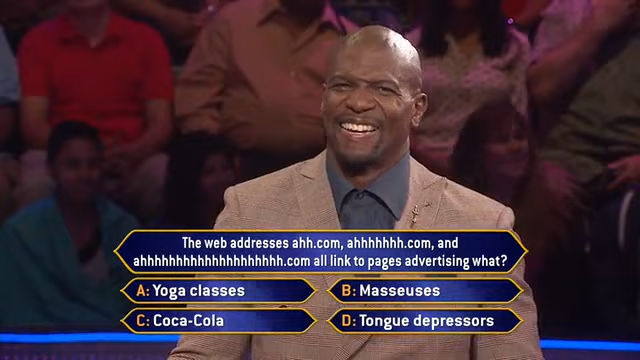 The web addresses ahh.com, ahhhhhhh.com, and
ahhhhhhhhhhhhhhhhhhhhh.com all link to pages advertising what?
A: Yoga classes
B: Masseuses
C: Coca-Cola
D: Tongue depressors